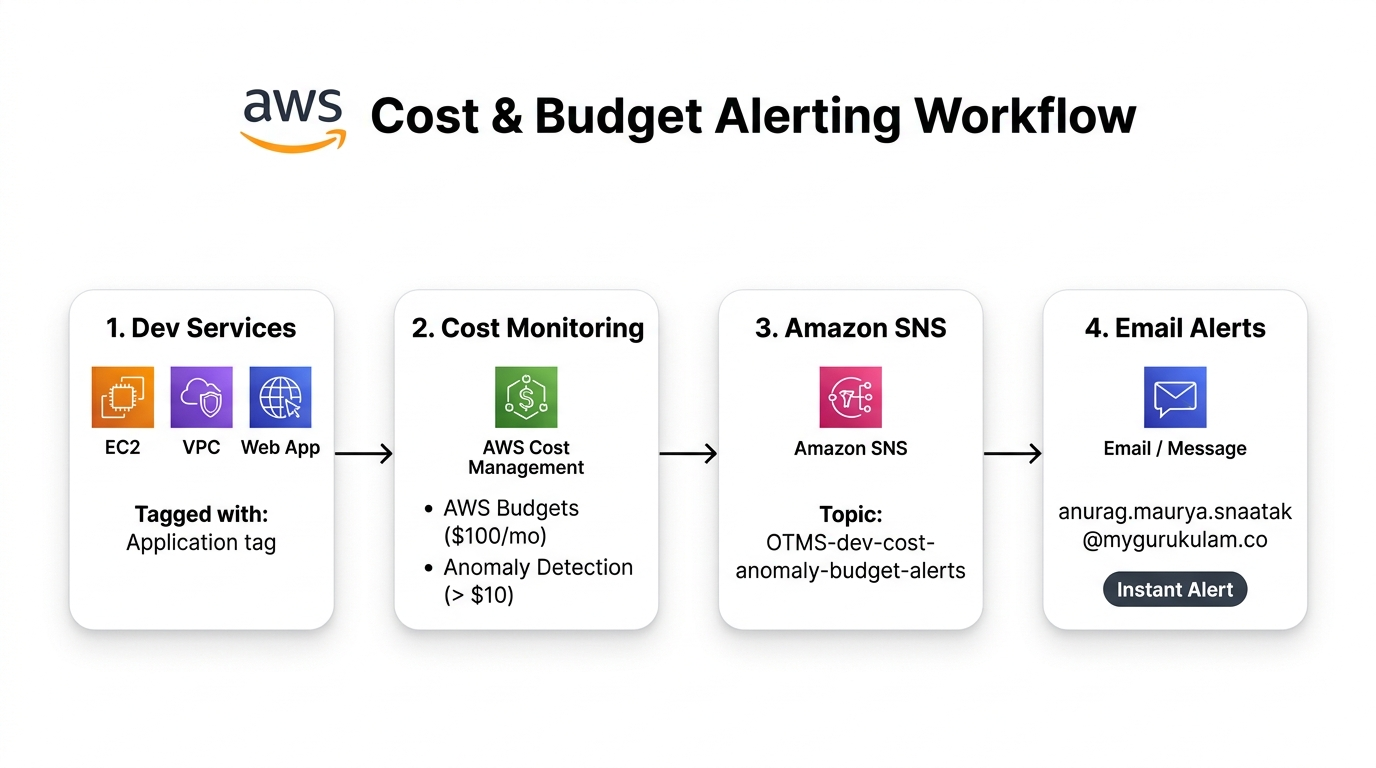 aws Cost & Budget Alerting Workflow
1. Dev Services
EC2 VPC Web App
Tagged with:
Application tag
2. Cost Monitoring
AWS Cost
Management
• AWS Budgets
($100/mo)
• Anomaly Detection
(> $10)
3. Amazon SNS
Amazon SNS
Topic:
OTMS-dev-cost-
anomaly-budget-alerts
4. Email Alerts
Email / Message
anurag.maurya.snaatak
@mygurukulam.co
Instant Alert